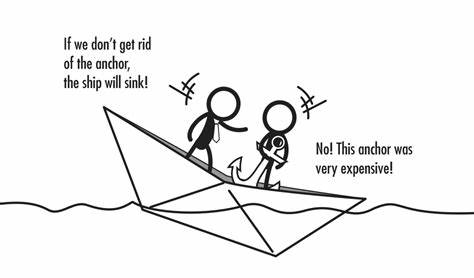 If we don't get rid
of the anchor,
the ship will sink!
No! This anchor was
very expensive!